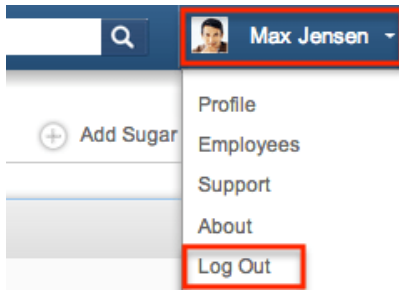 Max Jensen
Profile
Add Sugar
Employees
Support
About
Log Out